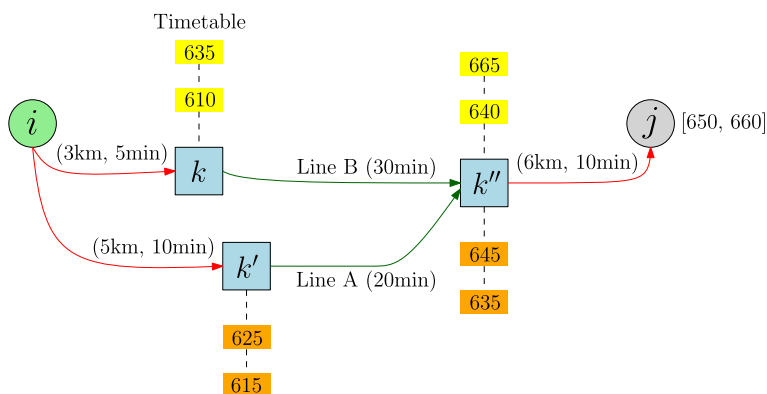 Timetable
635
610
665
640
i
j
[650, 660]
(3km, 5min)
k
Line B (30min)
k''
(6km, 10min)
(5km, 10min)
k'
Line A (20min)
645
635
625
615